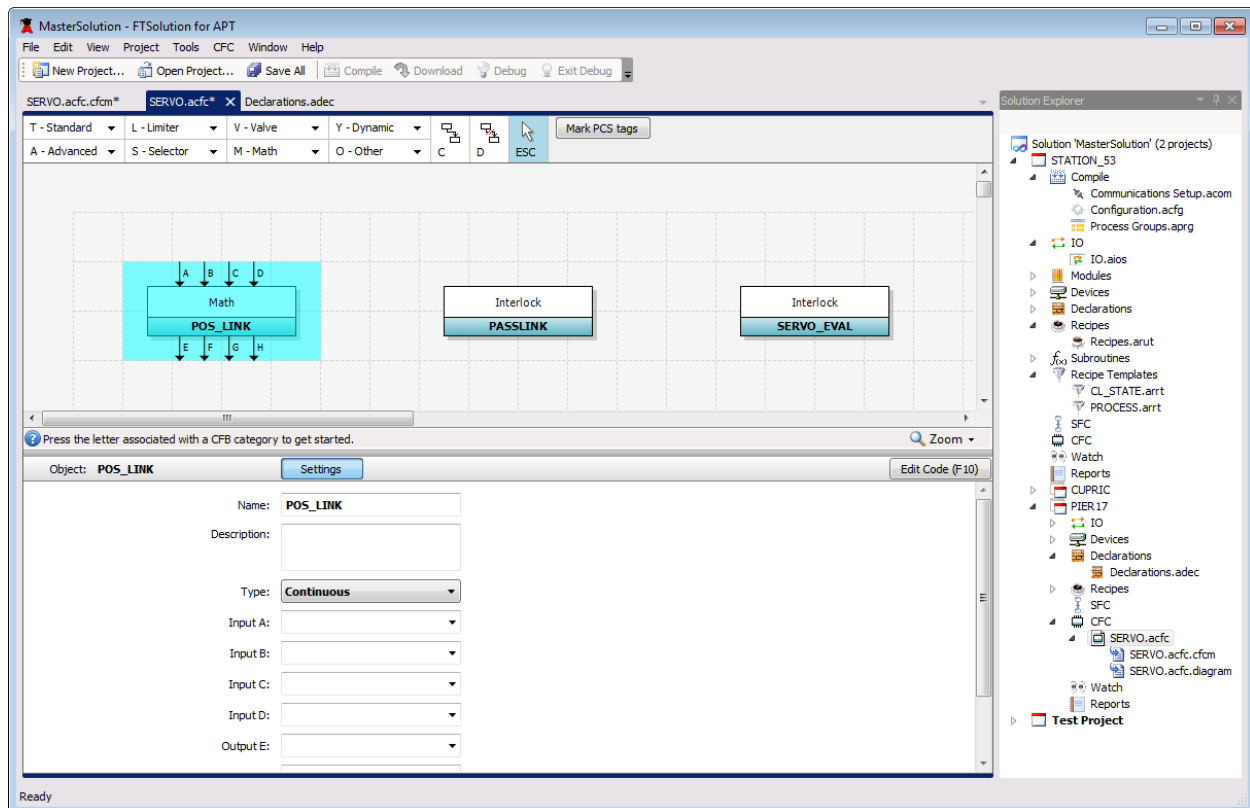 MasterSolution - FTSolution for APT
File Edit View Project Tools CFC Window Help
New Project... Open Project... Save All Compile Download Debug Exit Debug
SERVO.acfc.cfcm* SERVO.acfc* X Declarations.adec
T - Standard L - Limiter V - Valve Y - Dynamic
A - Advanced S - Selector M - Math O - Other C D ESC
Mark PCS tags
A B C D
Math
POS_LINK
E F G H
Interlock
PASSLINK
Interlock
SERVO_EVAL
Press the letter associated with a CFB category to get started.
Zoom
Object: POS_LINK Settings Edit Code (F10)
Name: POS_LINK
Description:
Type: Continuous
Input A:
Input B:
Input C:
Input D:
Output E:
Ready
Solution Explorer
Solution 'MasterSolution' (2 projects)
STATION_53
Compile
Communications Setup.acom
Configuration.acfg
Process Groups.aprg
IO
IO.aios
Modules
Devices
Declarations
Recipes
Recipes.arut
f(x) Subroutines
Recipe Templates
CL_STATE.arrt
PROCESS.arrt
SFC
CFC
Watch
Reports
CUPRIC
PIER17
IO
Devices
Declarations
Declarations.adec
Recipes
SFC
CFC
SERVO.acfc
SERVO.acfc.cfcm
SERVO.acfc.diagram
Watch
Reports
Test Project